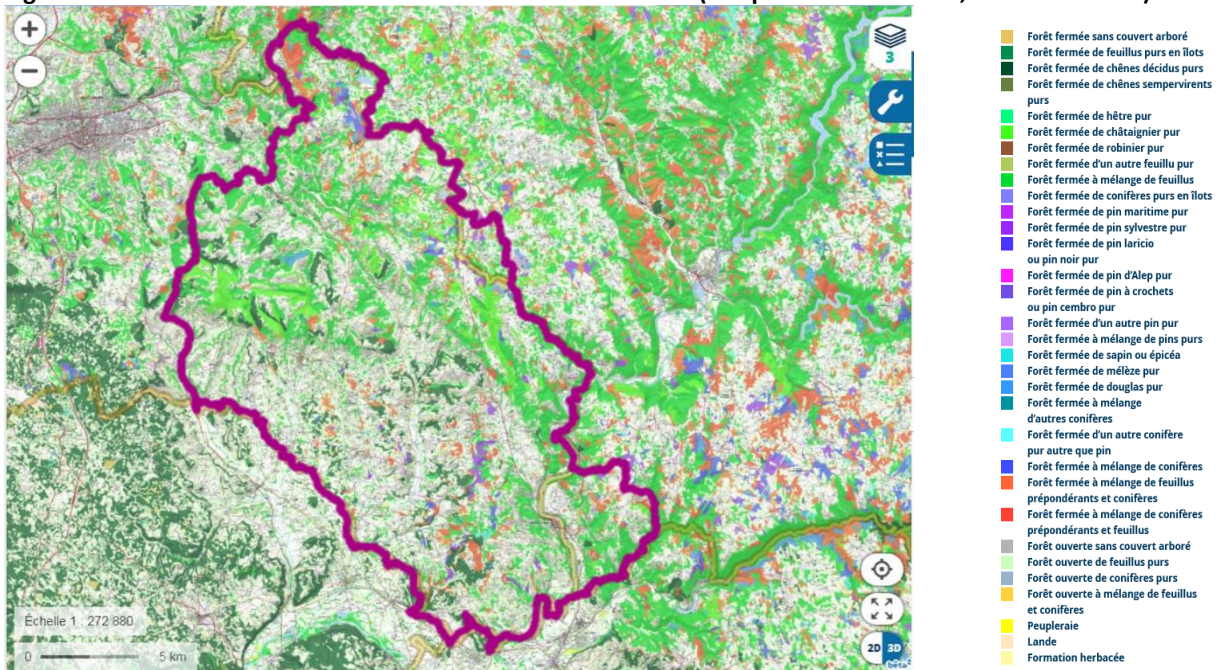 3
Échelle 1 : 272 880
0 5 km
2D 3D
bêta
Forêt fermée sans couvert arboré
Forêt fermée de feuillus purs en îlots
Forêt fermée de chênes décidus purs
Forêt fermée de chênes sempervirents
purs
Forêt fermée de hêtre pur
Forêt fermée de châtaignier pur
Forêt fermée de robinier pur
Forêt fermée d'un autre feuillu pur
Forêt fermée à mélange de feuillus
Forêt fermée de conifères purs en îlots
Forêt fermée de pin maritime pur
Forêt fermée de pin sylvestre pur
Forêt fermée de pin laricio
ou pin noir pur
Forêt fermée de pin d'Alep pur
Forêt fermée de pin à crochets
ou pin cembro pur
Forêt fermée d'un autre pin pur
Forêt fermée à mélange de pins purs
Forêt fermée de sapin ou épicéa
Forêt fermée de mélèze pur
Forêt fermée de douglas pur
Forêt fermée à mélange
d'autres conifères
Forêt fermée d'un autre conifère
pur autre que pin
Forêt fermée à mélange de conifères
Forêt fermée à mélange de feuillus
prépondérants et conifères
Forêt fermée à mélange de conifères
prépondérants et feuillus
Forêt ouverte sans couvert arboré
Forêt ouverte de feuillus purs
Forêt ouverte de conifères purs
Forêt ouverte à mélange de feuillus
et conifères
Peupleraie
Lande
Formation herbacée